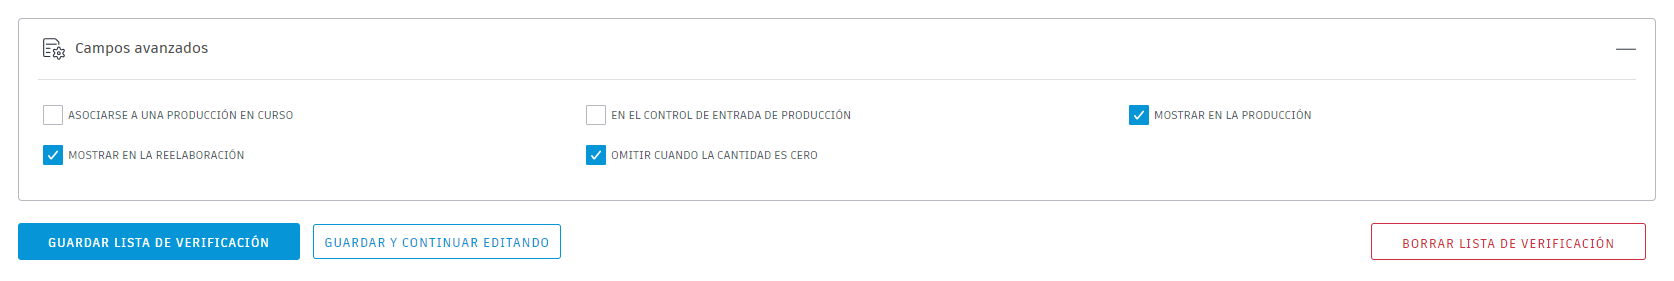 Campos avanzados
ASOCIARSE A UNA PRODUCCIÓN EN CURSO
EN EL CONTROL DE ENTRADA DE PRODUCCIÓN
MOSTRAR EN LA PRODUCCIÓN
MOSTRAR EN LA REELABORACIÓN
OMITIR CUANDO LA CANTIDAD ES CERO
GUARDAR LISTA DE VERIFICACIÓN
GUARDAR Y CONTINUAR EDITANDO
BORRAR LISTA DE VERIFICACIÓN